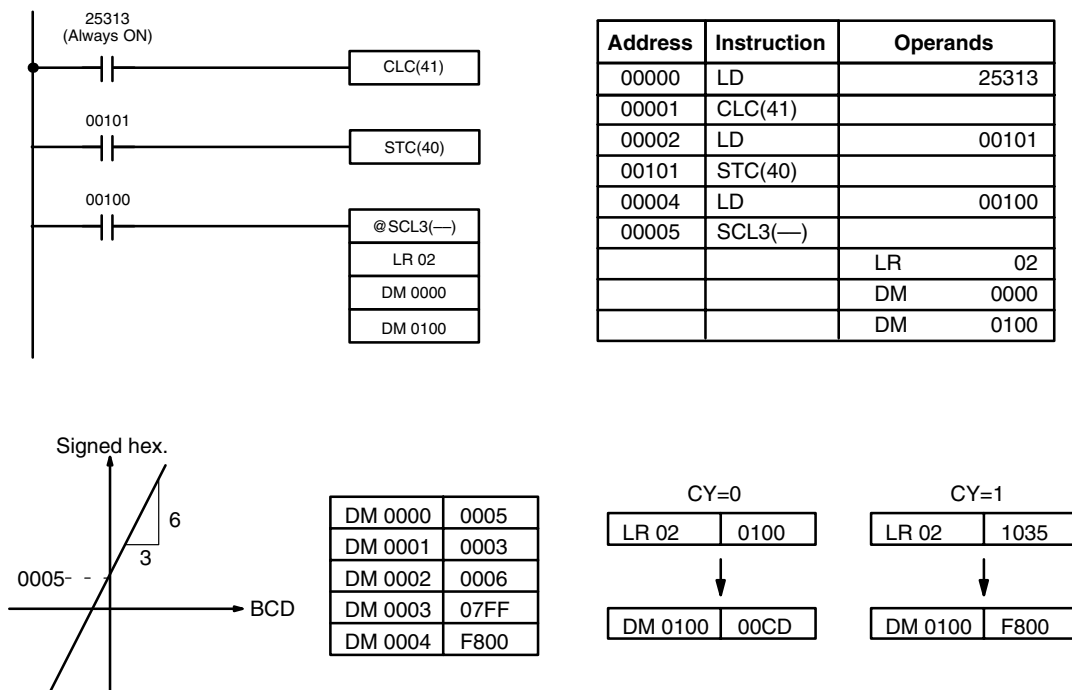 25313
(Always ON)
CLC(41)
00101
STC(40)
00100
@SCL3(––)
LR 02
DM 0000
DM 0100
Address Instruction Operands
00000 LD 25313
00001 CLC(41)
00002 LD 00101
00101 STC(40)
00004 LD 00100
00005 SCL3(––)
LR 02
DM 0000
DM 0100
Signed hex.
6
3
0005
BCD
DM 0000 0005
DM 0001 0003
DM 0002 0006
DM 0003 07FF
DM 0004 F800
CY=0
LR 02 0100
DM 0100 00CD
CY=1
LR 02 1035
DM 0100 F800